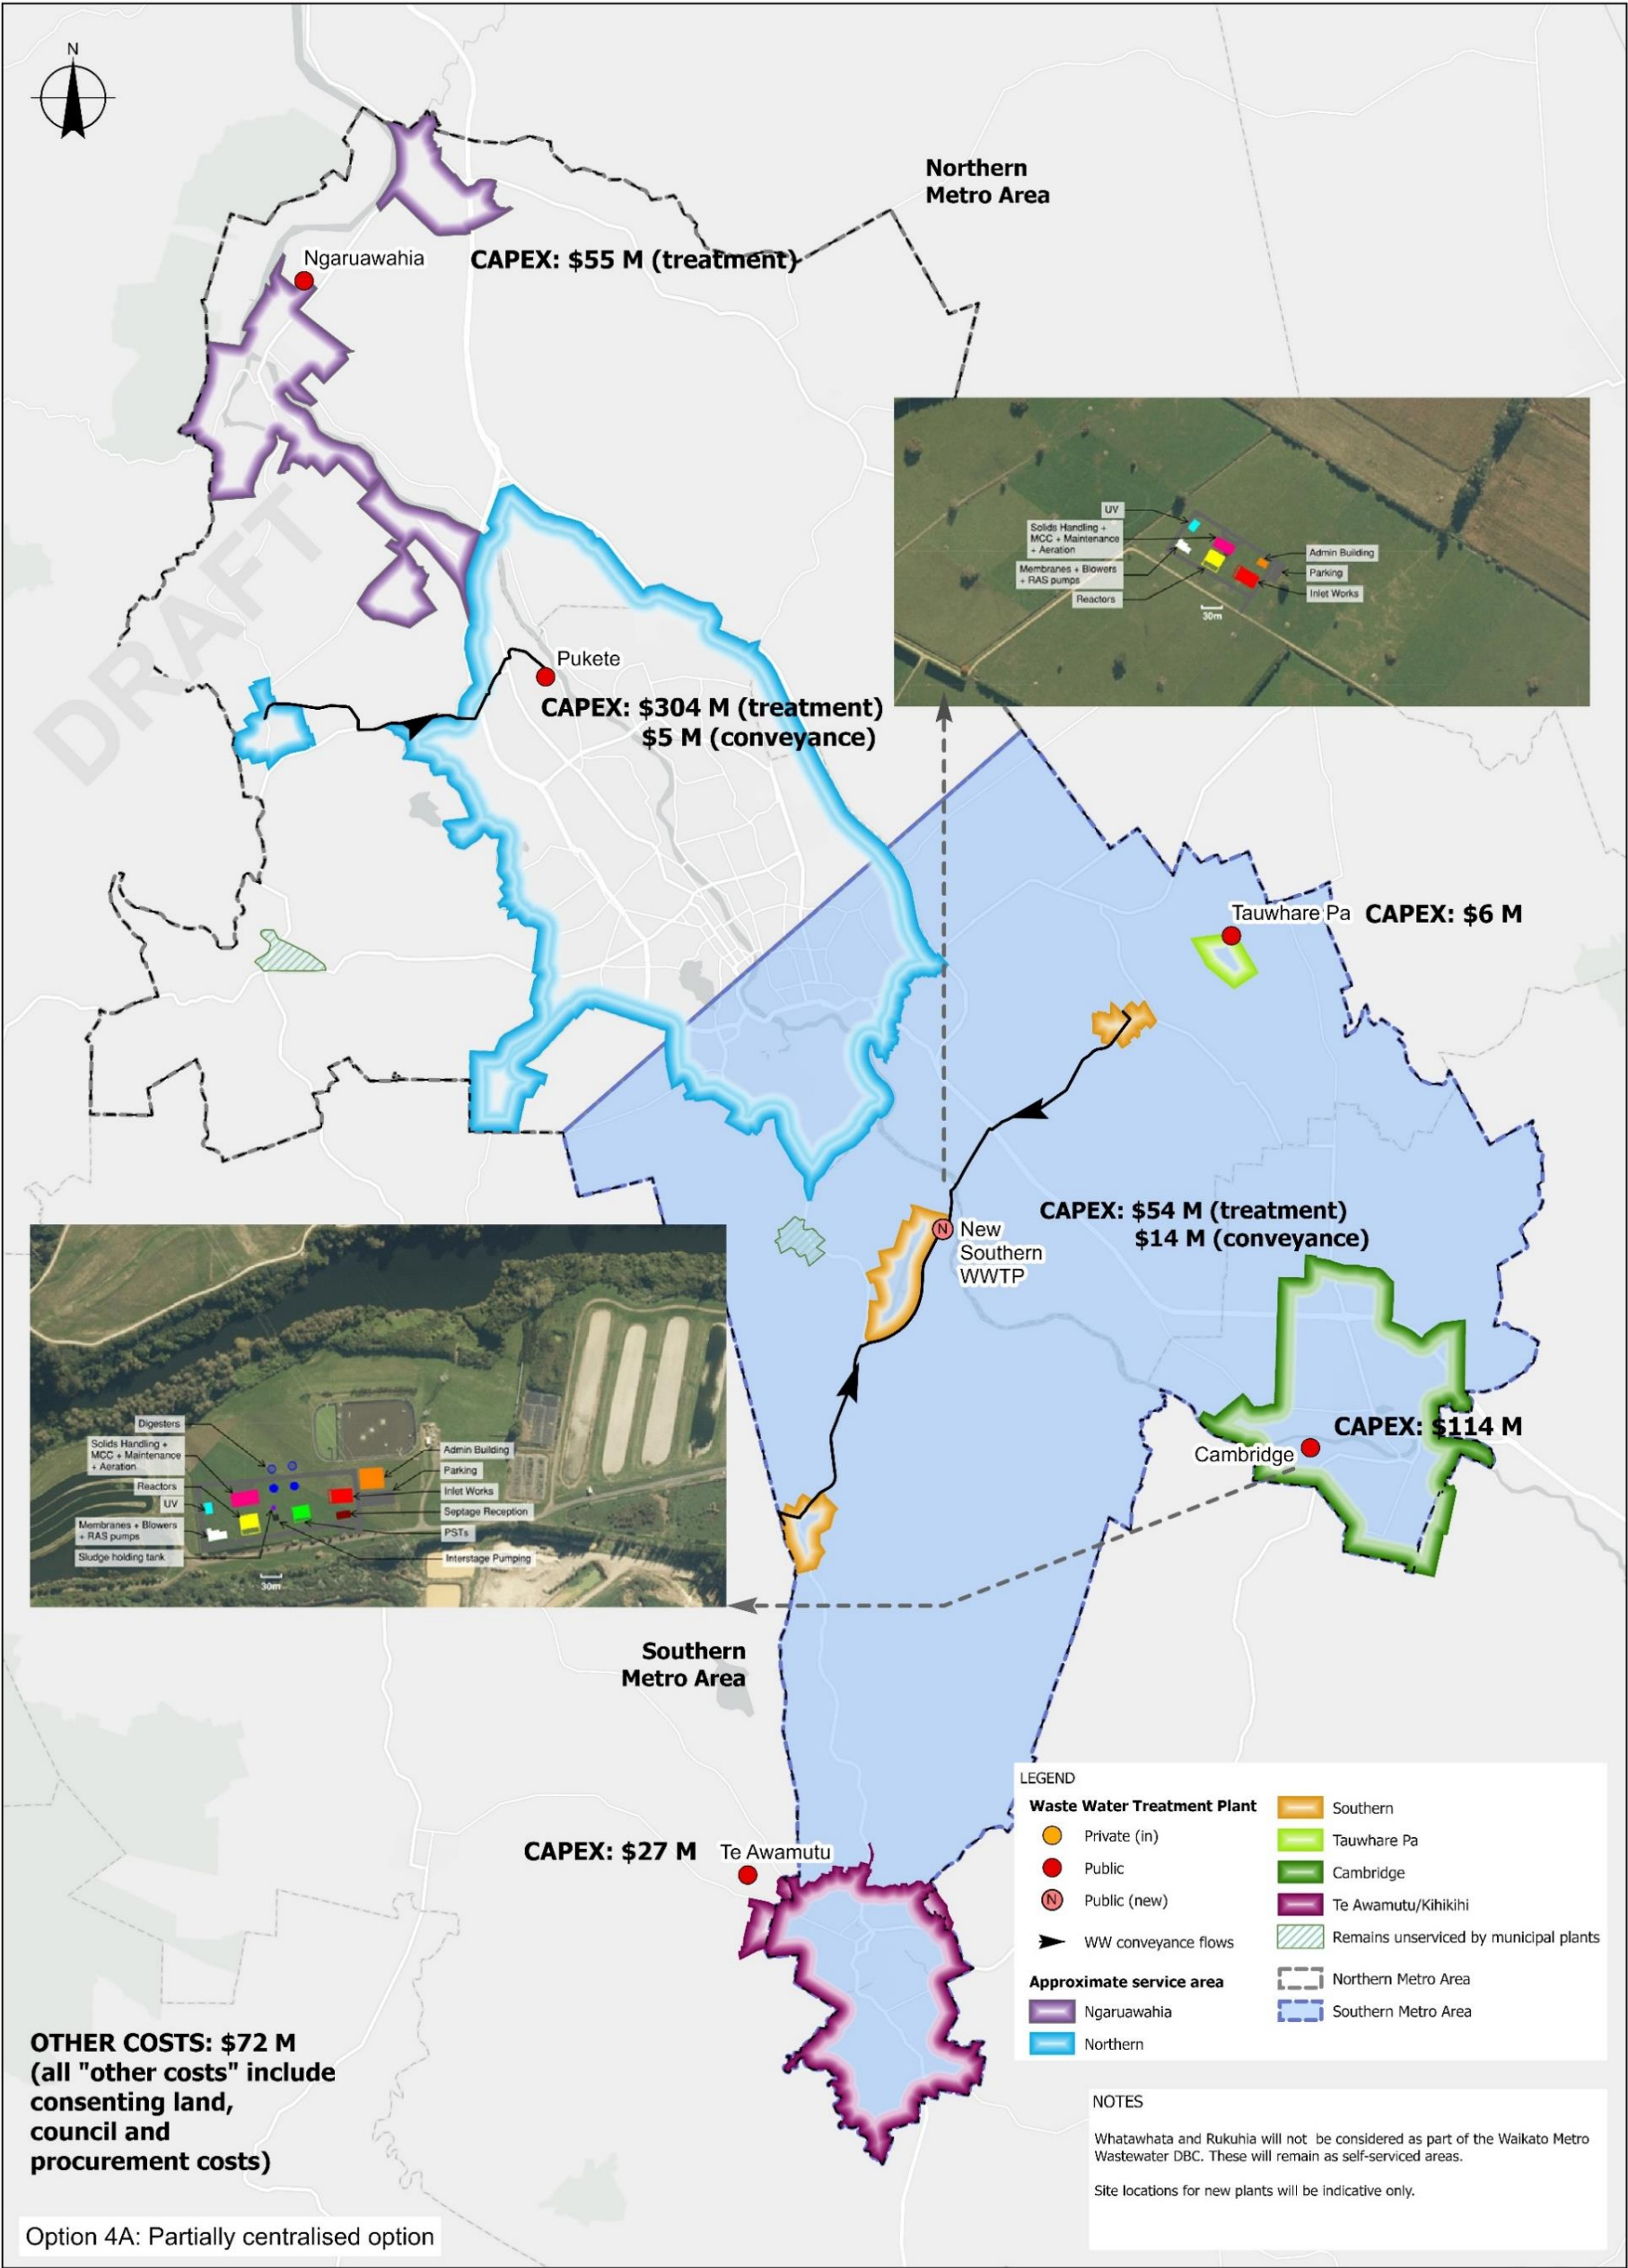 N
Northern
Metro Area
Ngaruawahia
CAPEX: $55 M (treatment)
DRAFT
UV
Solids Handling +
MCC + Maintenance
+ Aeration
Membranes + Blowers
+ RAS pumps
Reactors
Admin Building
Parking
Inlet Works
30m
Pukete
CAPEX: $304 M (treatment)
$5 M (conveyance)
Tauwhare Pa
CAPEX: $6 M
CAPEX: $54 M (treatment)
$14 M (conveyance)
N
New
Southern
WWTP
CAPEX: $114 M
Cambridge
Digesters
Solids Handling +
MCC + Maintenance
+ Aeration
Reactors
UV
Membranes + Blowers
+ RAS pumps
Sludge holding tank
Admin Building
Parking
Inlet Works
Septage Reception
PSTs
Interstage Pumping
30m
Southern
Metro Area
CAPEX: $27 M
Te Awamutu
LEGEND
Waste Water Treatment Plant
Private (in)
Public
N
Public (new)
WW conveyance flows
Approximate service area
Ngaruawahia
Northern
Southern
Tauwhare Pa
Cambridge
Te Awamutu/Kihikihi
Remains unserviced by municipal plants
Northern Metro Area
Southern Metro Area
OTHER COSTS: $72 M
(all "other costs" include
consenting land,
council and
procurement costs)
NOTES
Whatawhata and Rukuhia will not be considered as part of the Waikato Metro
Wastewater DBC. These will remain as self-serviced areas.
Site locations for new plants will be indicative only.
Option 4A: Partially centralised option